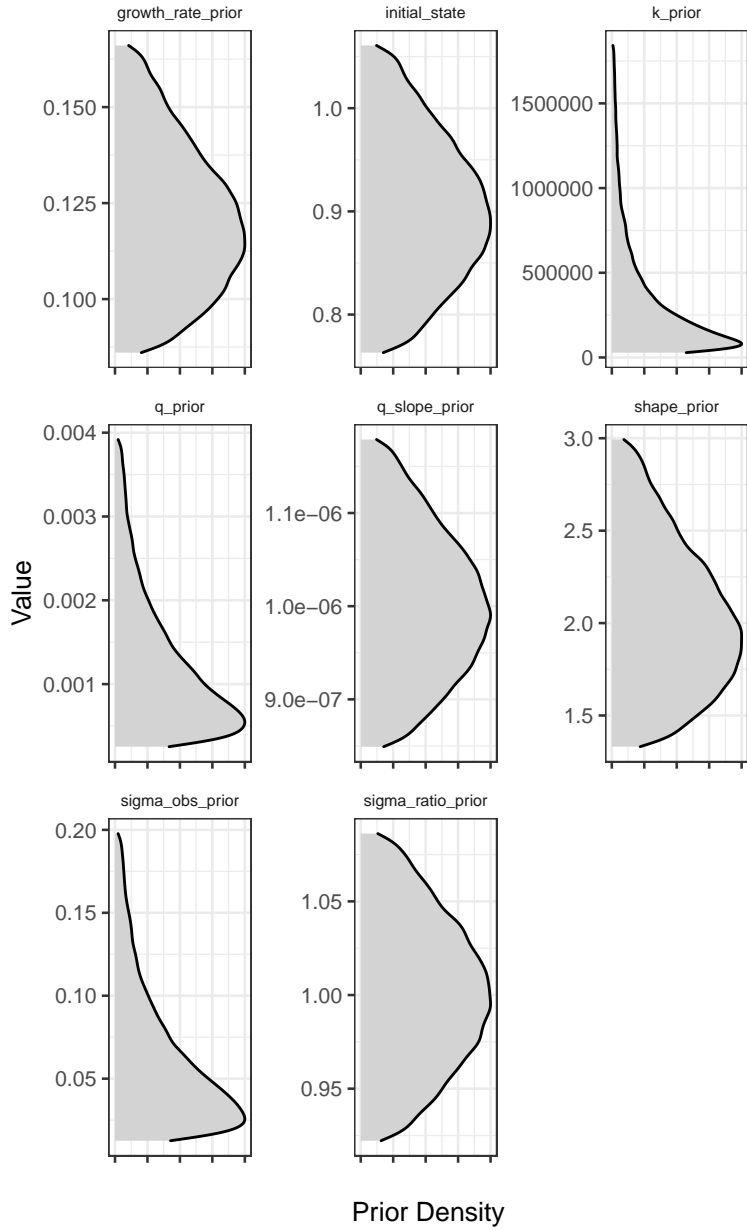 growth_rate_prior
initial_state
k_prior
0.150
0.125
0.100
1.0
0.9
0.8
1500000
1000000
500000
0
q_prior
q_slope_prior
shape_prior
0.004
0.003
0.002
0.001
1.1e−06
1.0e−06
9.0e−07
3.0
2.5
2.0
1.5
Value
sigma_obs_prior
sigma_ratio_prior
0.20
0.15
0.10
0.05
1.05
1.00
0.95
Prior Density